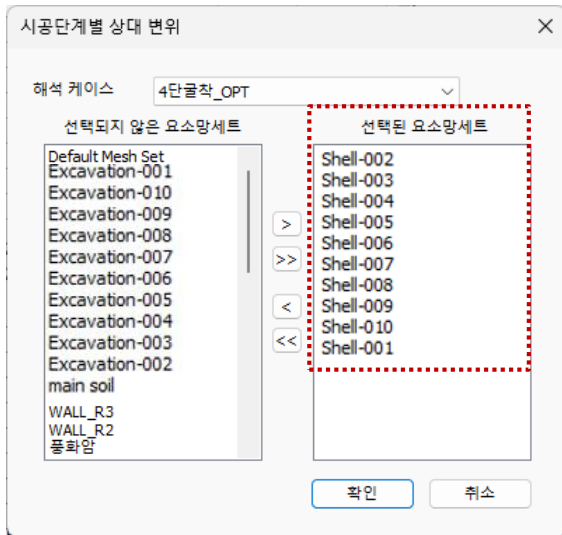 시공단계별 상대 변위
해석 케이스
4단굴착_OPT
선택되지 않은 요소망세트
Default Mesh Set
Excavation-001
Excavation-010
Excavation-009
Excavation-008
Excavation-007
Excavation-006
Excavation-005
Excavation-004
Excavation-003
Excavation-002
main soil
WALL_R3
WALL_R2
풍화암
>
>>
<
<<
선택된 요소망세트
Shell-002
Shell-003
Shell-004
Shell-005
Shell-006
Shell-007
Shell-008
Shell-009
Shell-010
Shell-001
확인
취소